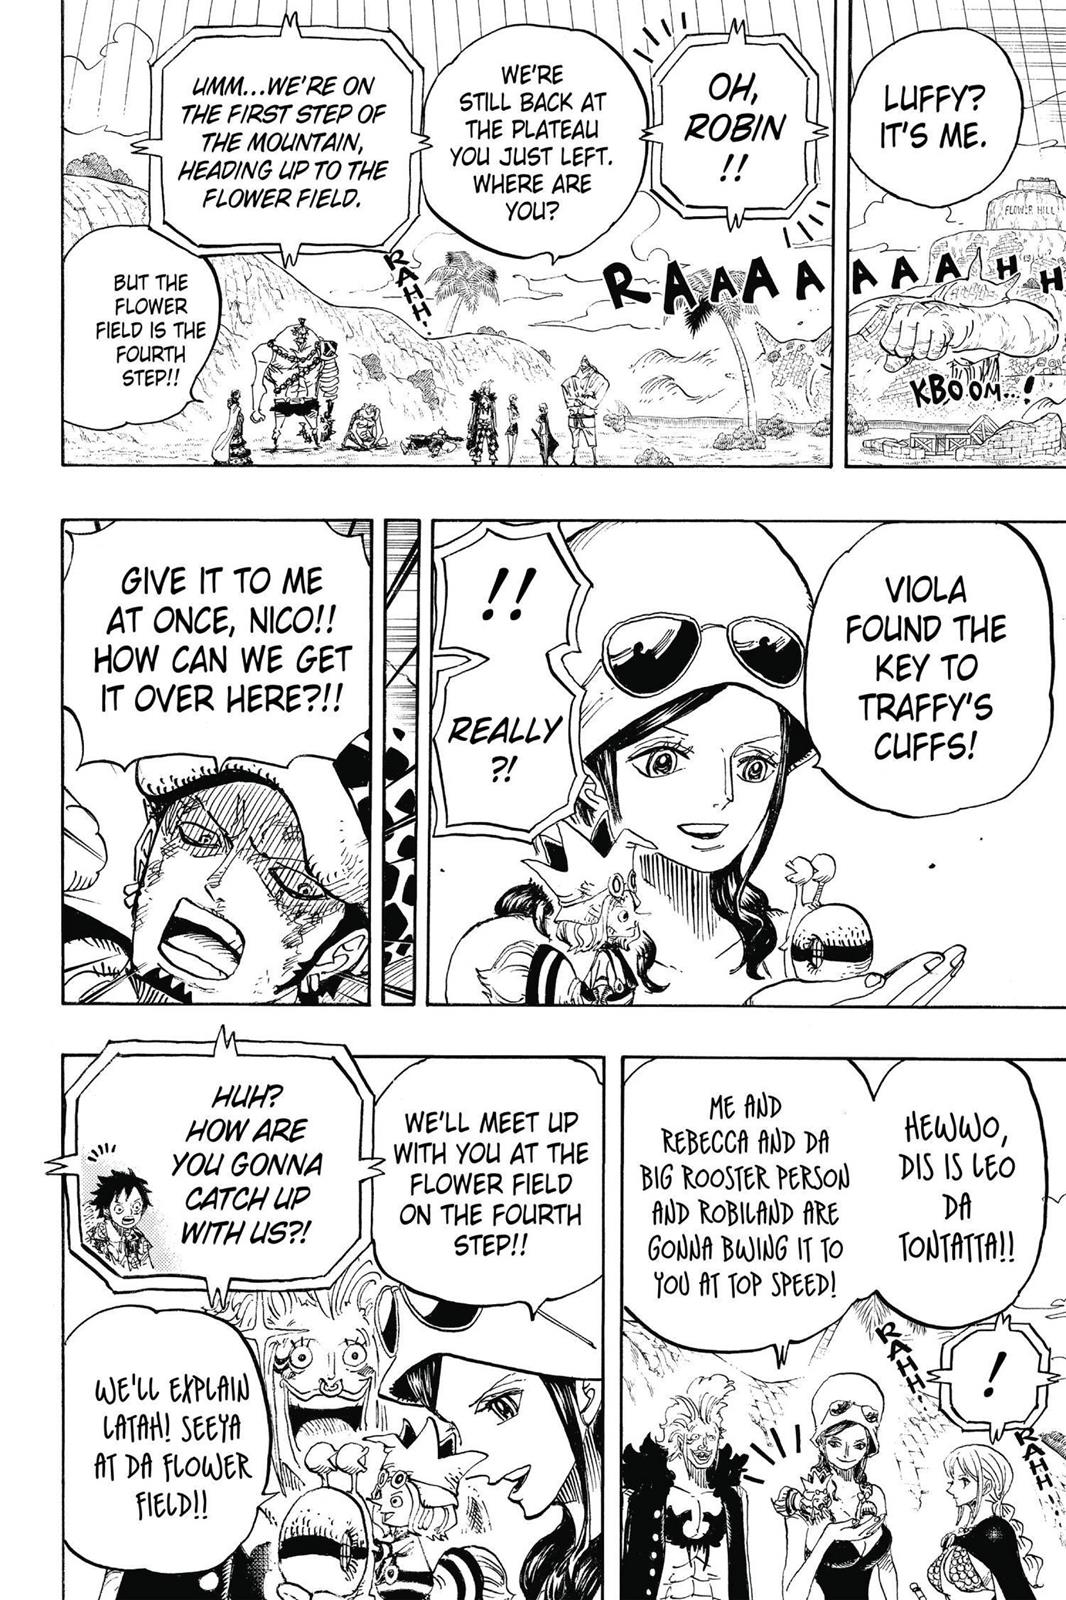 LUFFY?
IT'S ME.
FLOWER HILL
KBOOM...!
OH,
ROBIN
!!
RAAAAAAAAHHH
WE'RE
STILL BACK AT
THE PLATEAU
YOU JUST LEFT.
WHERE ARE
YOU?
UMM...WE'RE ON
THE FIRST STEP OF
THE MOUNTAIN,
HEADING UP TO THE
FLOWER FIELD.
RAHH!
BUT THE
FLOWER
FIELD IS THE
FOURTH
STEP!!
VIOLA
FOUND THE
KEY TO
TRAFFY'S
CUFFS!
!!
REALLY
?!
GIVE IT TO ME
AT ONCE, NICO!!
HOW CAN WE GET
IT OVER HERE?!!
HEWWO,
DIS IS LEO
DA
TONTATTA!!
ME AND
REBECCA AND DA
BIG ROOSTER PERSON
AND ROBILAND ARE
GONNA BWING IT TO
YOU AT TOP SPEED!
!
RAHH!
RAHH!!
WE'LL MEET UP
WITH YOU AT THE
FLOWER FIELD
ON THE FOURTH
STEP!!
HUH?
HOW ARE
YOU GONNA
CATCH UP
WITH US?!
WE'LL EXPLAIN
LATAH! SEEYA
AT DA FLOWER
FIELD!!